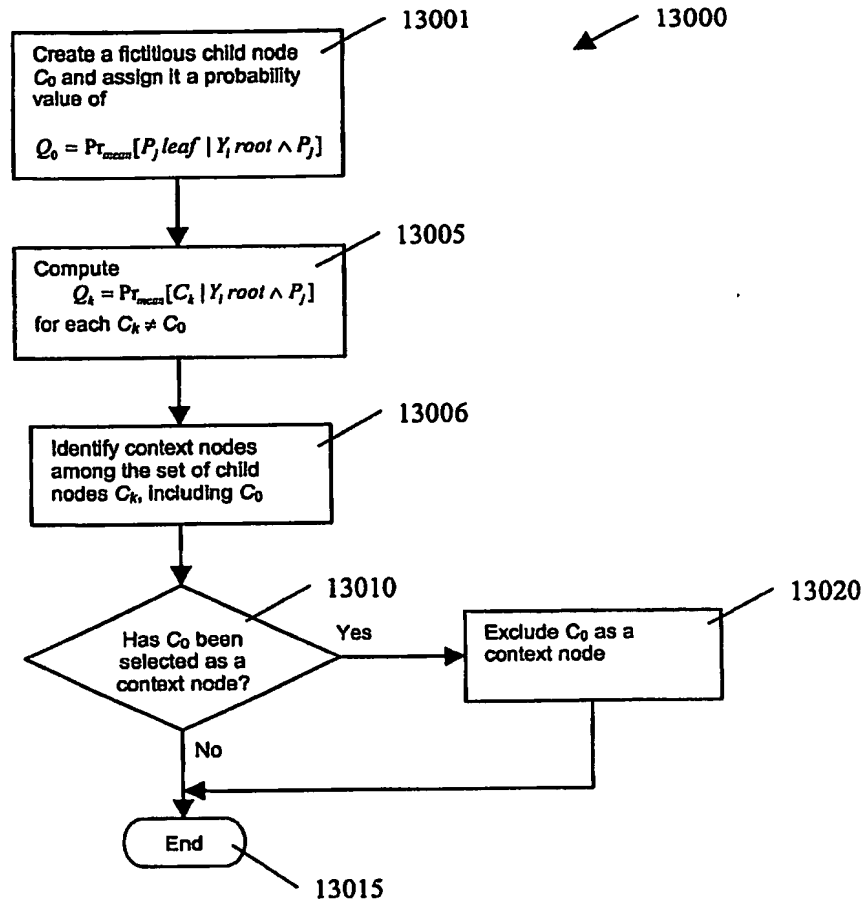 13001
13000
Create a fictitious child node
C₀ and assign it a probability
value of
Q₀ = Pr_mean[P_j leaf | Y_i root ∧ P_j]
13005
Compute
Q_k = Pr_mean[C_k | Y_i root ∧ P_j]
for each C_k ≠ C₀
13006
Identify context nodes
among the set of child
nodes C_k, including C₀
13010
Has C₀ been
selected as a
context node?
Yes
13020
Exclude C₀ as a
context node
No
End
13015